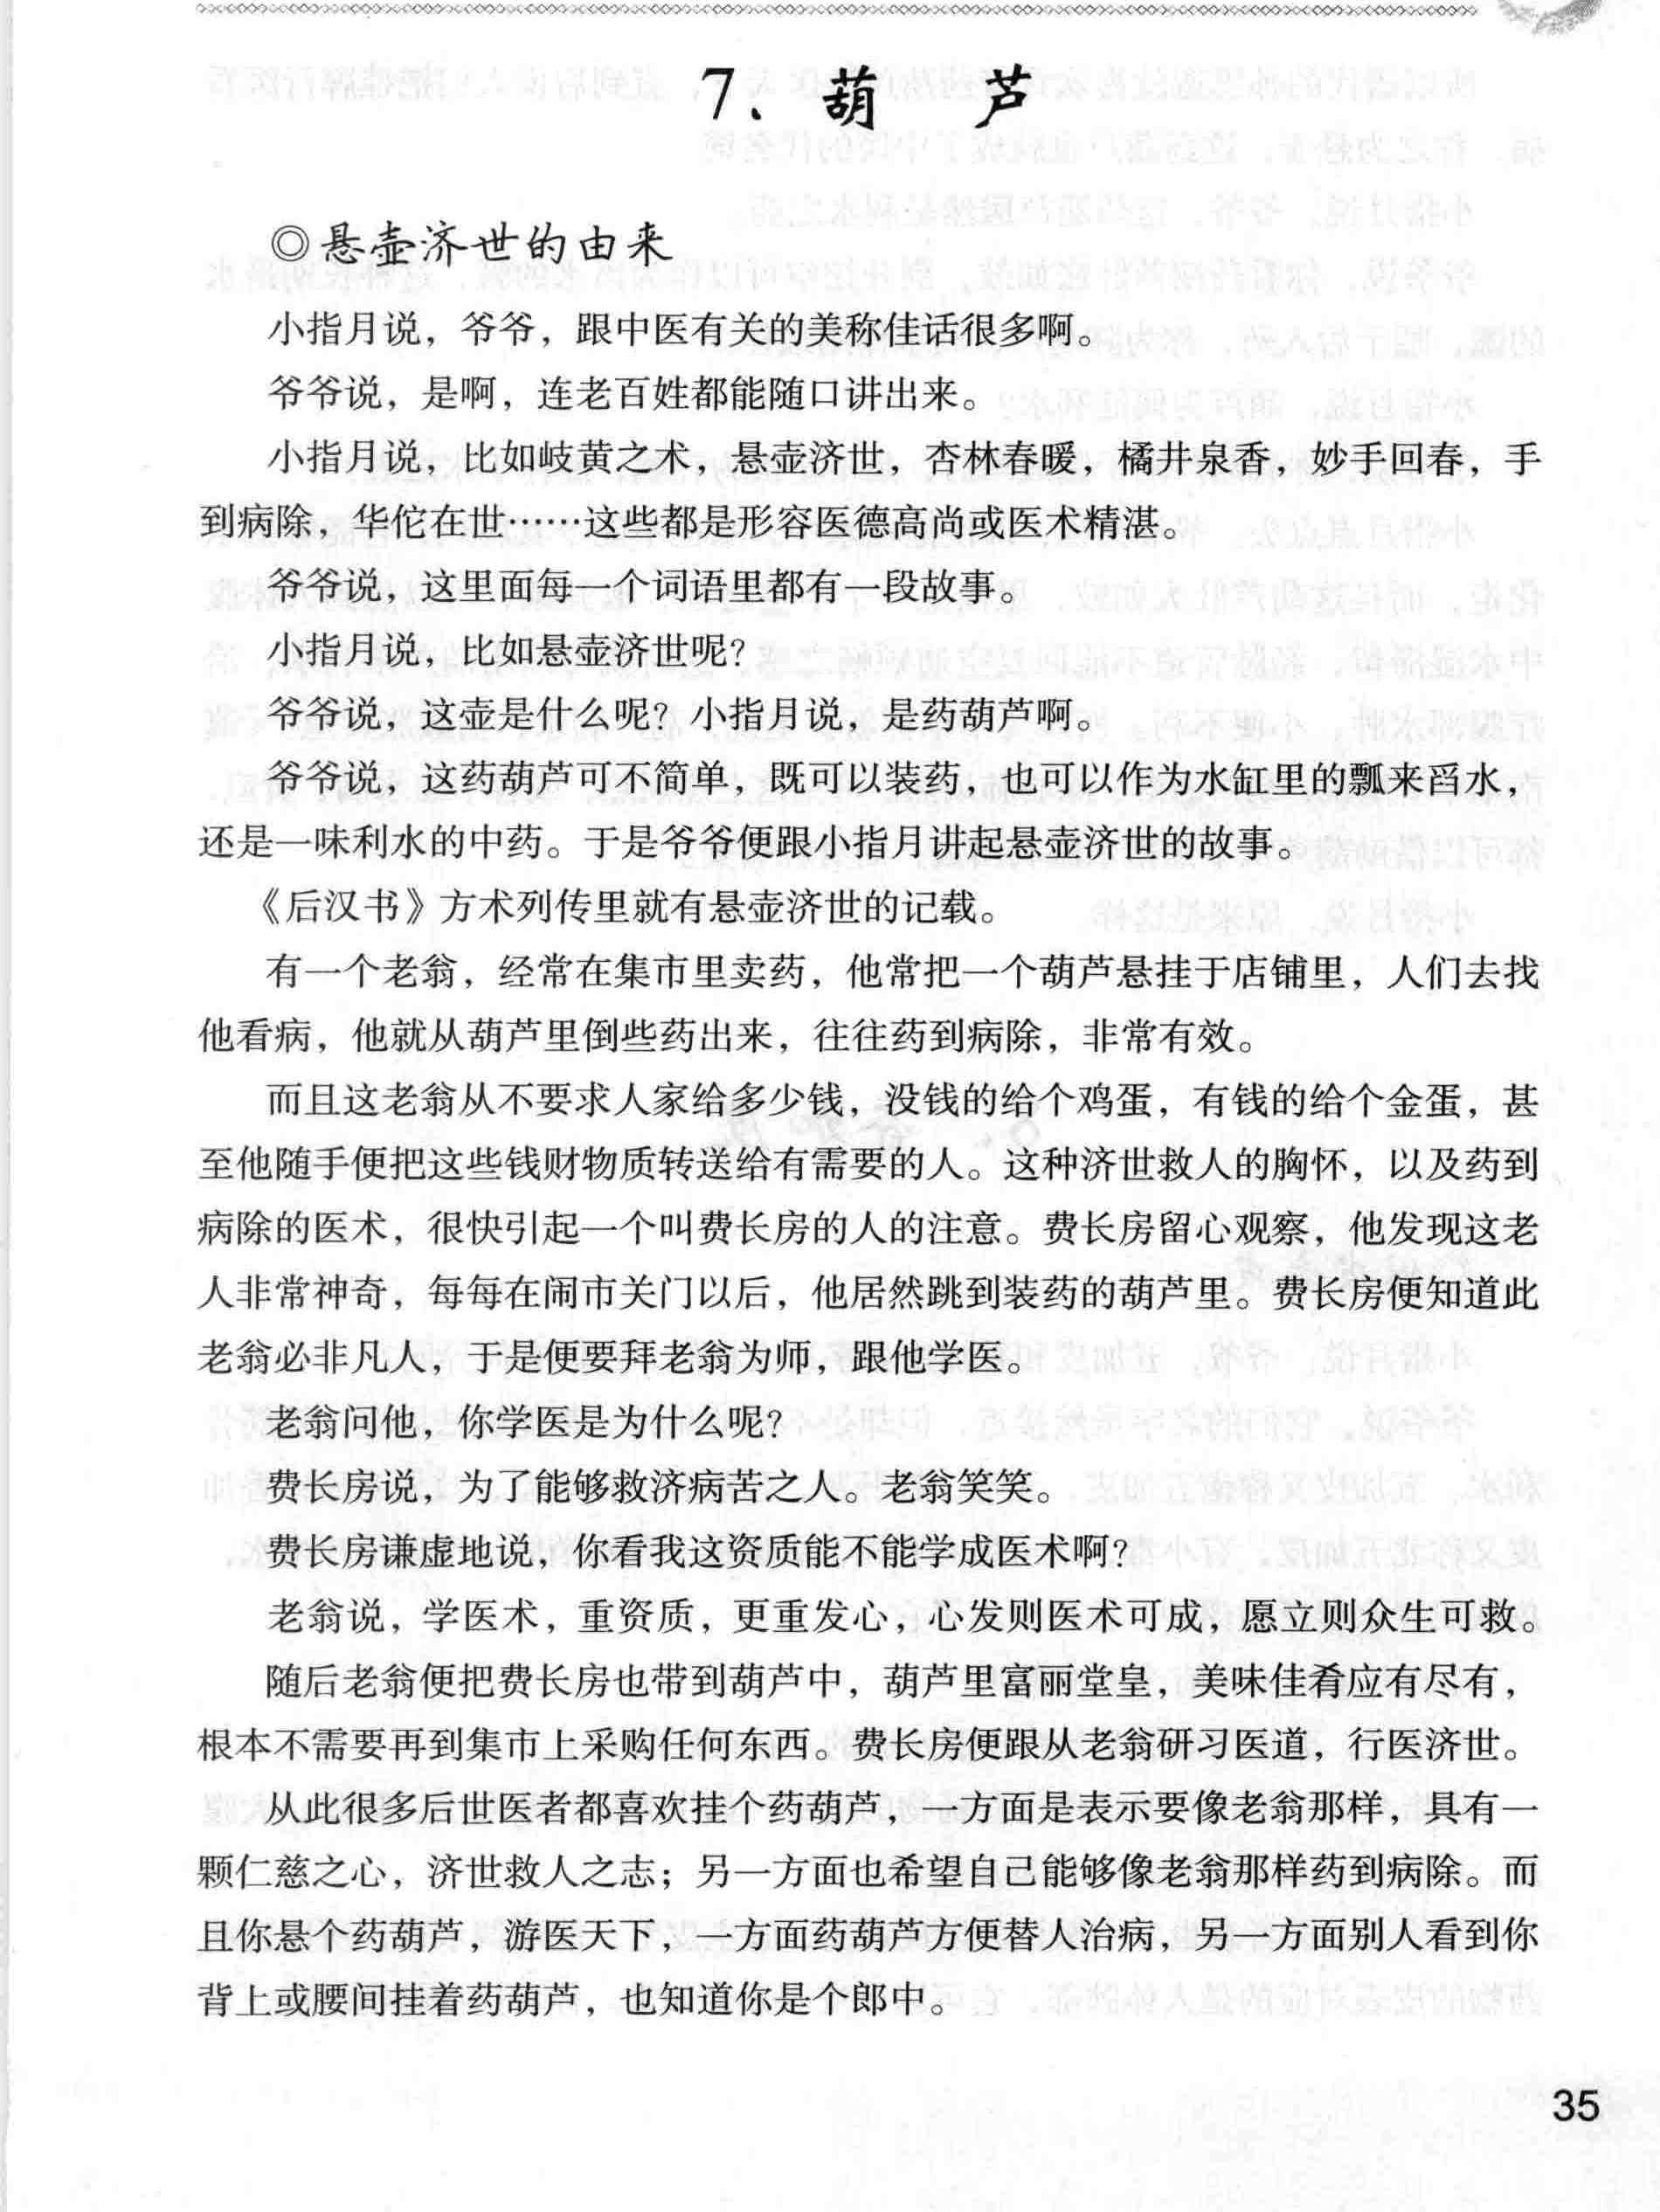 7、葫 芦
◎悬壶济世的由来
小指月说，爷爷，跟中医有关的美称佳话很多啊。
爷爷说，是啊，连老百姓都能随口讲出来。
小指月说，比如岐黄之术，悬壶济世，杏林春暖，橘井泉香，妙手回春，手
到病除，华佗在世……这些都是形容医德高尚或医术精湛。
爷爷说，这里面每一个词语里都有一段故事。
小指月说，比如悬壶济世呢？
爷爷说，这壶是什么呢？小指月说，是药葫芦啊。
爷爷说，这药葫芦可不简单，既可以装药，也可以作为水缸里的瓢来舀水，
还是一味利水的中药。于是爷爷便跟小指月讲起悬壶济世的故事。
《后汉书》方术列传里就有悬壶济世的记载。
有一个老翁，经常在集市里卖药，他常把一个葫芦悬挂于店铺里，人们去找
他看病，他就从葫芦里倒些药出来，往往药到病除，非常有效。
而且这老翁从不要求人家给多少钱，没钱的给个鸡蛋，有钱的给个金蛋，甚
至他随手便把这些钱财物质转送给有需要的人。这种济世救人的胸怀，以及药到
病除的医术，很快引起一个叫费长房的人的注意。费长房留心观察，他发现这老
人非常神奇，每每在闹市关门以后，他居然跳到装药的葫芦里。费长房便知道此
老翁必非凡人，于是便要拜老翁为师，跟他学医。
老翁问他，你学医是为什么呢？
费长房说，为了能够救济病苦之人。老翁笑笑。
费长房谦虚地说，你看我这资质能不能学成医术啊？
老翁说，学医术，重资质，更重发心，心发则医术可成，愿立则众生可救。
随后老翁便把费长房也带到葫芦中，葫芦里富丽堂皇，美味佳肴应有尽有，
根本不需要再到集市上采购任何东西。费长房便跟从老翁研习医道，行医济世。
从此很多后世医者都喜欢挂个药葫芦，一方面是表示要像老翁那样，具有一
颗仁慈之心，济世救人之志；另一方面也希望自己能够像老翁那样药到病除。而
且你悬个药葫芦，游医天下，一方面药葫芦方便替人治病，另一方面别人看到你
背上或腰间挂着药葫芦，也知道你是个郎中。
35